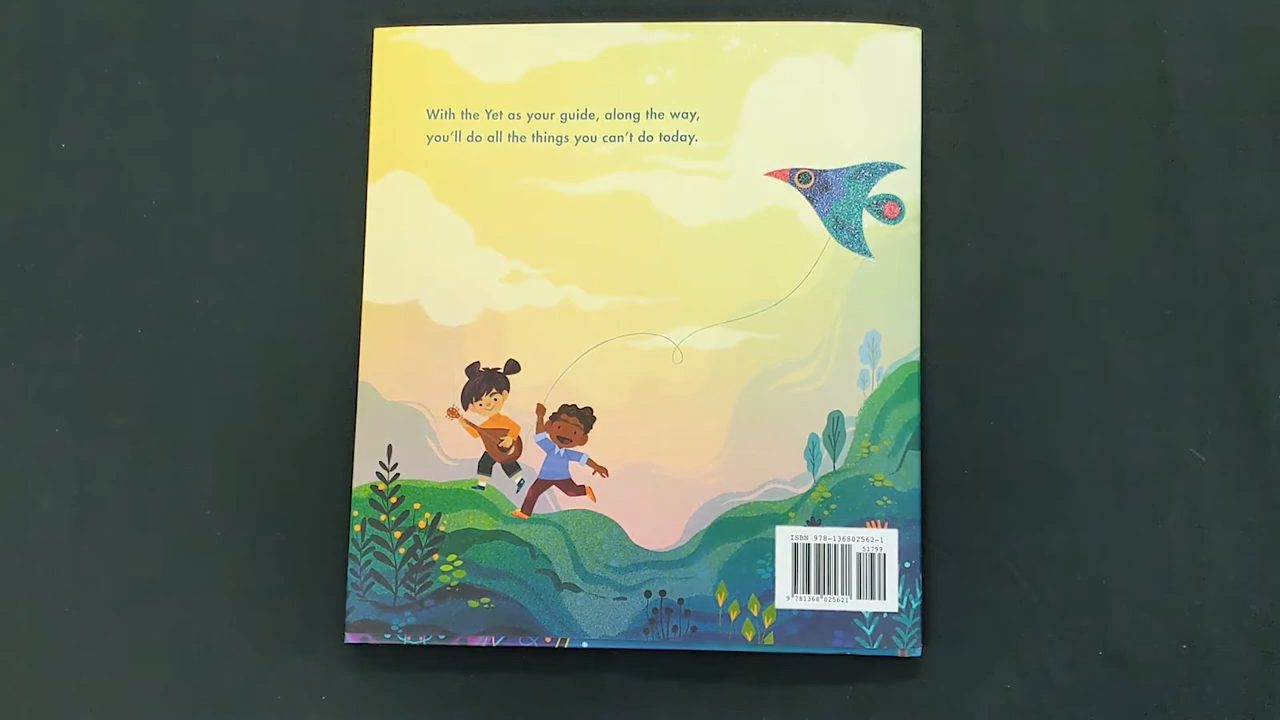 With the Yet as your guide, along the way,
you'll do all the things you can't do today.
ISBN 978-136802562-1
51799
9 781368 025621